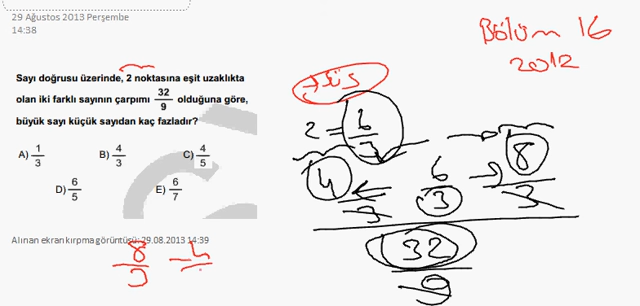 29 Ağustos 2013 Perşembe
14:38
Bölüm 16
2012
Sayı doğrusu üzerinde, 2 noktasına eşit uzaklıkta
olan iki farklı sayının çarpımı 32/9 olduğuna göre,
büyük sayı küçük sayıdan kaç fazladır?
A) 1/3 B) 4/3 C) 4/5
D) 6/5 E) 6/7
2 = 6/3
4/3 6/3 8/3
32/9
Alınan ekran kırpma görüntüsü: 29.08.2013 14:39
8/3 - 4